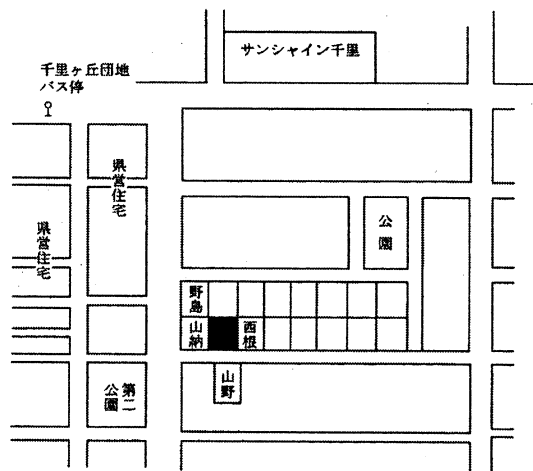 サンシャイン千里
千里ヶ丘団地
バス停
県営住宅
県営住宅
公園
野島
山納
西根
山野
第二
公園